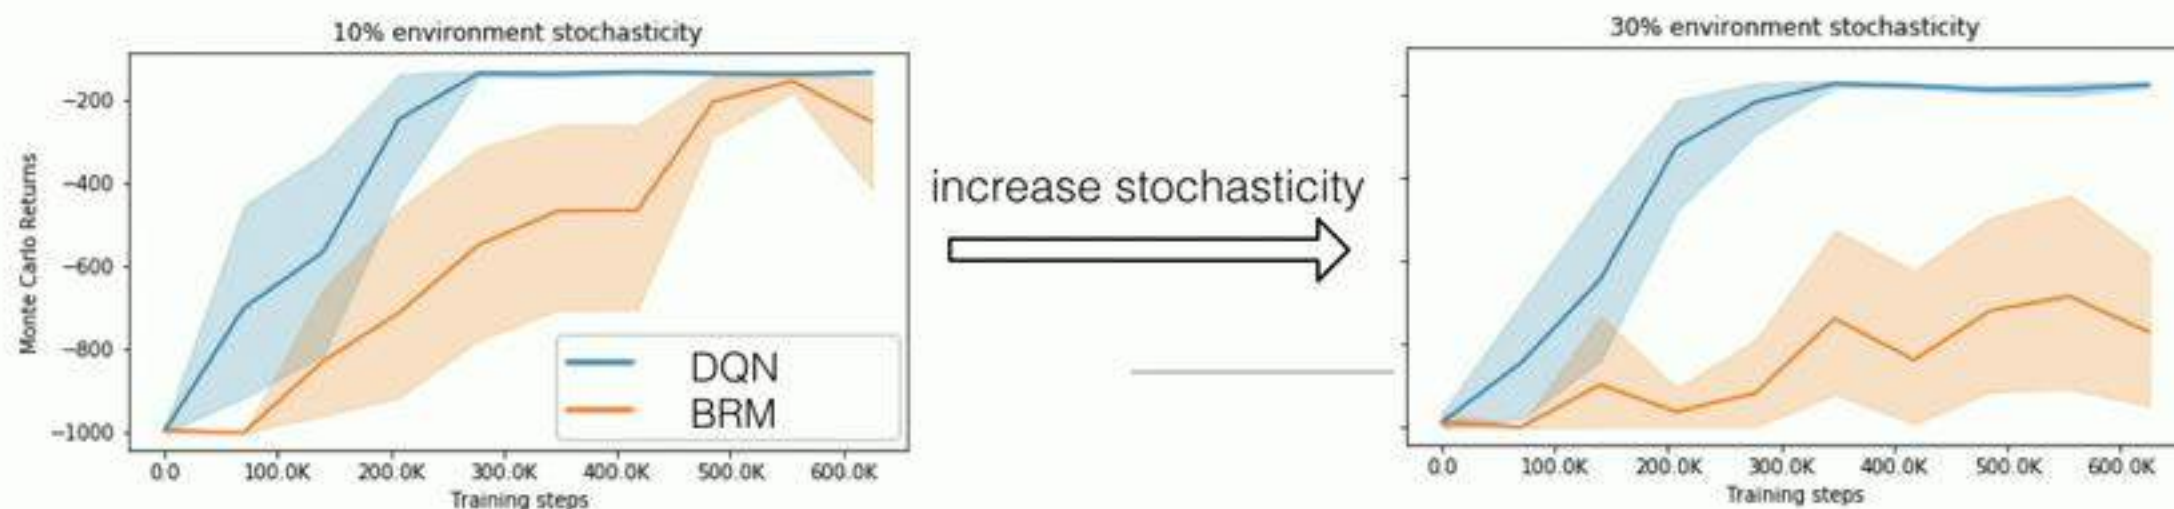 10% environment stochasticity
Monte Carlo Returns
−200
−400
−600
−800
−1000
DQN
BRM
0.0 100.0K 200.0K 300.0K 400.0K 500.0K 600.0K
Training steps
increase stochasticity
30% environment stochasticity
0.0 100.0K 200.0K 300.0K 400.0K 500.0K 600.0K
Training steps